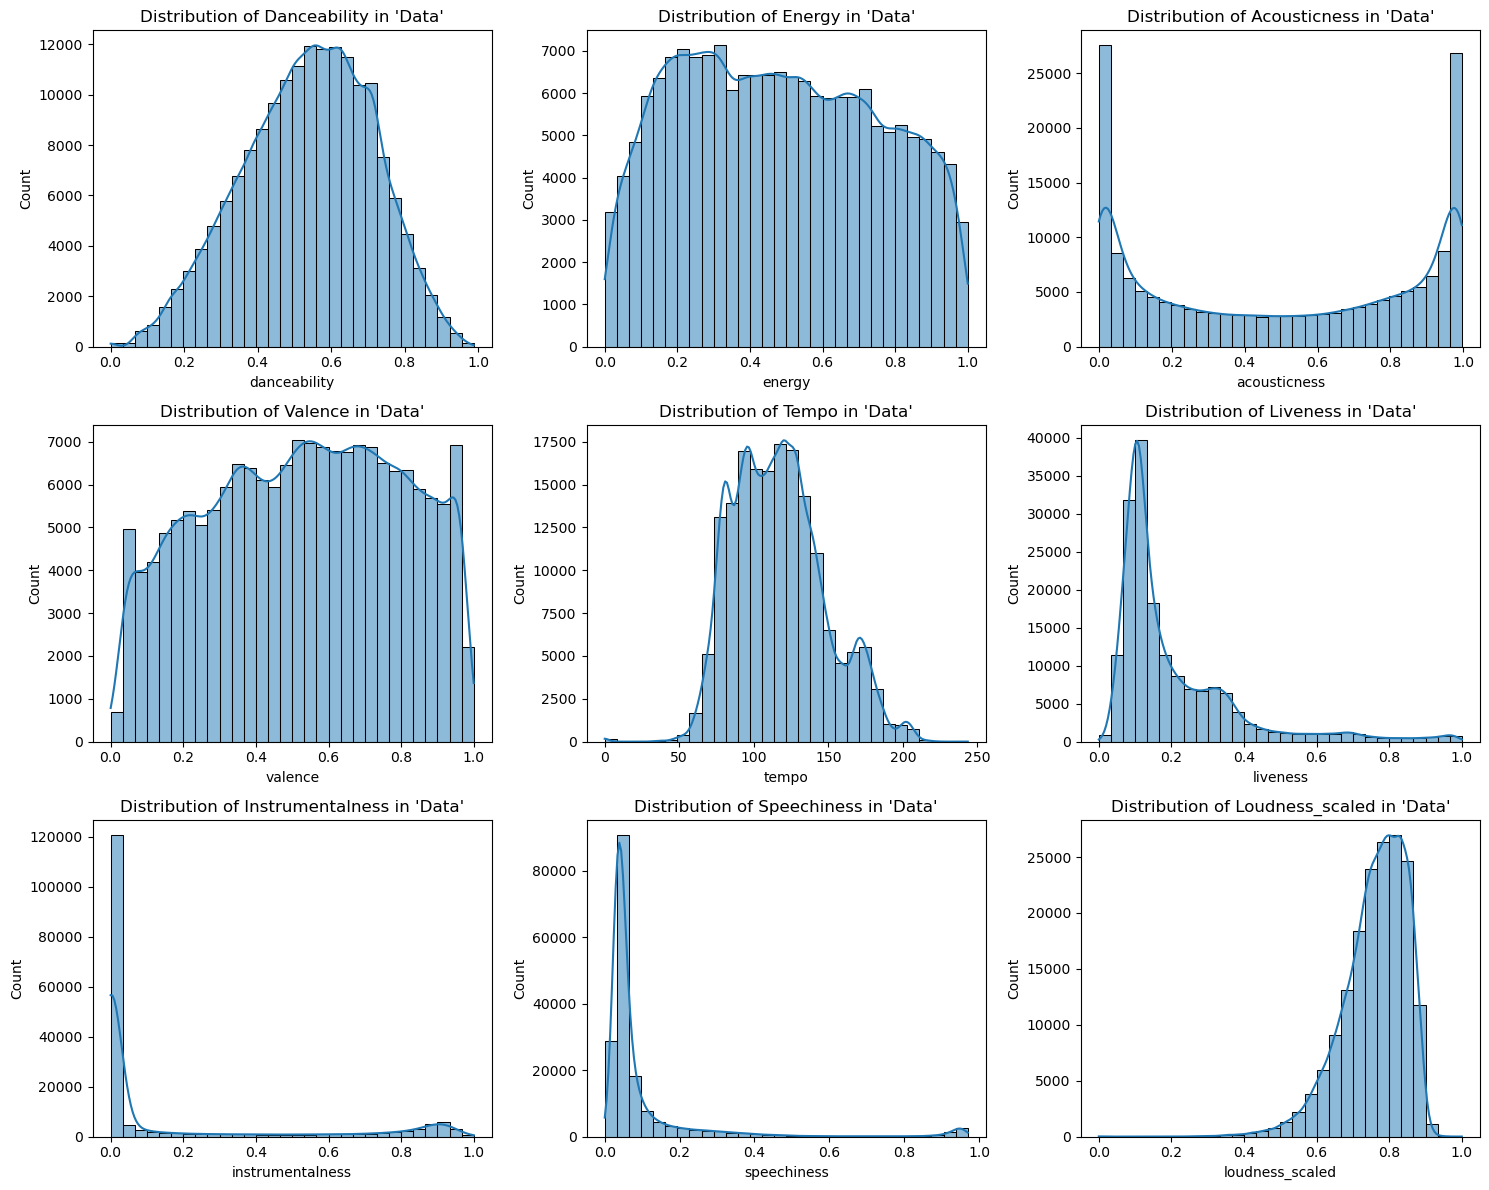 Distribution of Danceability in 'Data'
Count
12000
10000
8000
6000
4000
2000
0
0.0 0.2 0.4 0.6 0.8 1.0
danceability
Distribution of Energy in 'Data'
Count
7000
6000
5000
4000
3000
2000
1000
0
0.0 0.2 0.4 0.6 0.8 1.0
energy
Distribution of Acousticness in 'Data'
Count
25000
20000
15000
10000
5000
0
0.0 0.2 0.4 0.6 0.8 1.0
acousticness
Distribution of Valence in 'Data'
Count
7000
6000
5000
4000
3000
2000
1000
0
0.0 0.2 0.4 0.6 0.8 1.0
valence
Distribution of Tempo in 'Data'
Count
17500
15000
12500
10000
7500
5000
2500
0
0 50 100 150 200 250
tempo
Distribution of Liveness in 'Data'
Count
40000
35000
30000
25000
20000
15000
10000
5000
0
0.0 0.2 0.4 0.6 0.8 1.0
liveness
Distribution of Instrumentalness in 'Data'
Count
120000
100000
80000
60000
40000
20000
0
0.0 0.2 0.4 0.6 0.8 1.0
instrumentalness
Distribution of Speechiness in 'Data'
Count
80000
60000
40000
20000
0
0.0 0.2 0.4 0.6 0.8 1.0
speechiness
Distribution of Loudness_scaled in 'Data'
Count
25000
20000
15000
10000
5000
0
0.0 0.2 0.4 0.6 0.8 1.0
loudness_scaled